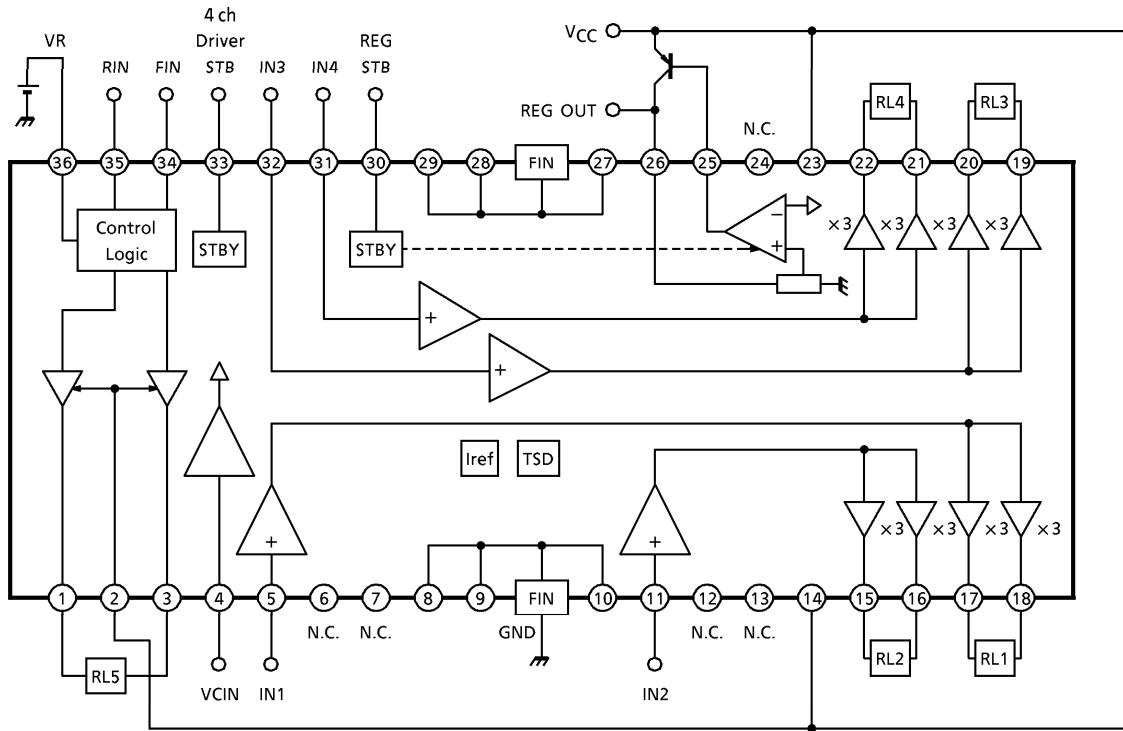 4 ch
VR Driver REG VCC
RIN FIN STB IN3 IN4 STB
REG OUT
RL4 RL3
N.C.
36 35 34 33 32 31 30 29 28 FIN 27 26 25 24 23 22 21 20 19
Control
Logic
STBY STBY − ×3 ×3 ×3 ×3
+
+
+
Iref TSD
+ + ×3 ×3 ×3 ×3
1 2 3 4 5 6 7 8 9 FIN 10 11 12 13 14 15 16 17 18
N.C. N.C. GND N.C. N.C.
RL5 RL2 RL1
VCIN IN1 IN2